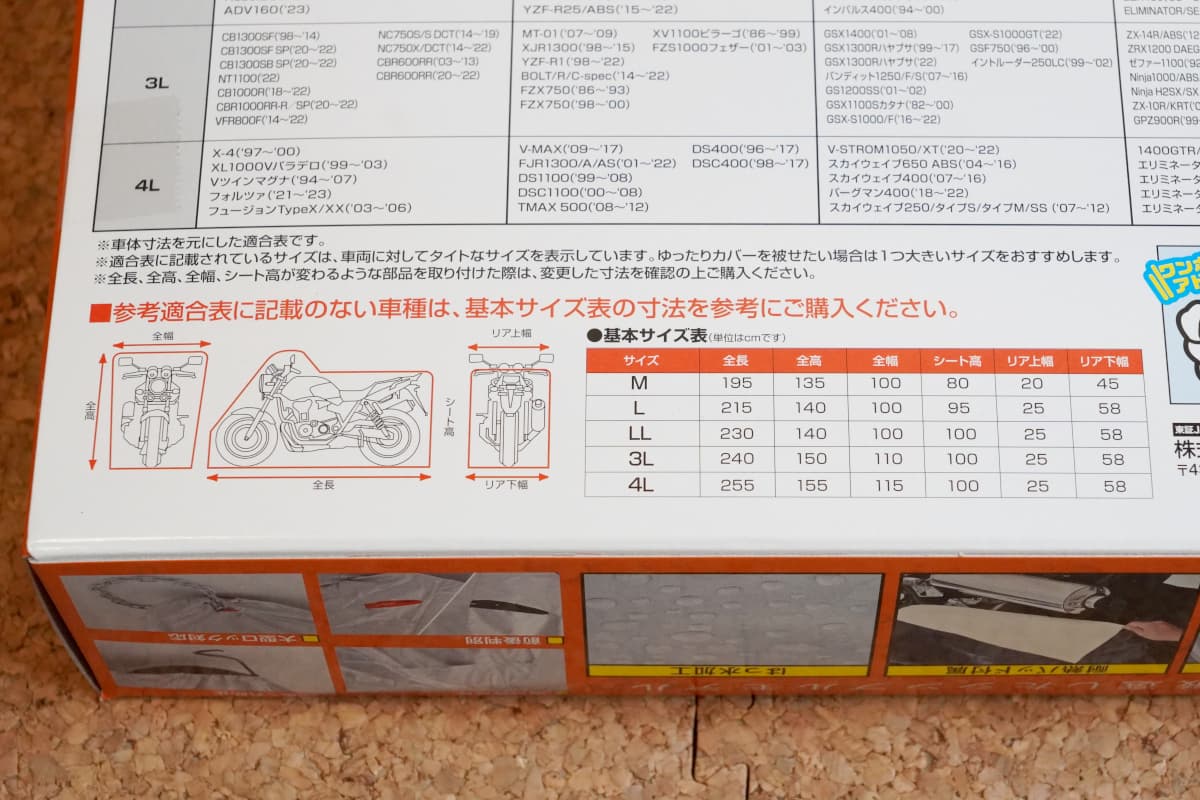 ADV160('23)
YZF-R25/ABS('15~'22)
インパルス400('94~'00)
ELIMINATOR/SE
3L
CB1300SF('98~'14)
CB1300SF SP('20~'22)
CB1300SB SP('20~'22)
NT1100('22)
CB1000R('18~'22)
CBR1000RR-R/SP('20~'22)
VFR800F('14~'22)
NC750S/S DCT('14~'19)
NC750X/DCT('14~'22)
CBR600RR('03~'13)
CBR600RR('20~'22)
MT-01('07~'09)
XJR1300('98~'15)
YZF-R1('98~'22)
BOLT/R/C-spec('14~'22)
FZX750('86~'93)
FZX750('98~'00)
XV1100ビラーゴ('86~'99)
FZS1000フェザー('01~'03)
GSX1400('01~'08)
GSX1300R/ハヤブサ('99~'17)
GSX1300R/ハヤブサ('22)
バンディット1250/F/S('07~'16)
GS1200SS('01~'02)
GSX1100Sカタナ('82~'00)
GSX-S1000/F('16~'22)
GSX-S1000GT('22)
GSF750('96~'00)
イントルーダー250LC('99~'02)
ZX-14R/ABS('12
ZRX1200 DAEG
ゼファー1100('92
Ninja1000/ABS
Ninja H2SX/SX
ZX-10R/KRT('0
GPZ900R('99~
4L
X-4('97~'00)
XL1000Vバラデロ('99~'03)
Vツインマグナ('94~'07)
フォルツァ('21~'23)
フュージョンTypeX/XX('03~'06)
V-MAX('09~'17)
FJR1300/A/AS('01~'22)
DS1100('99~'08)
DSC1100('00~'08)
TMAX 500('08~'12)
DS400('96~'17)
DSC400('98~'17)
V-STROM1050/XT('20~'22)
スカイウェイブ650 ABS('04~'16)
スカイウェイブ400('07~'16)
バーグマン400('18~'22)
スカイウェイブ250/タイプS/タイプM/SS ('07~'12)
1400GTR/
エリミネータ
エリミネータ
エリミネータ
エリミネータ
※車体寸法を元にした適合表です。
※適合表に記載されているサイズは、車両に対してタイトなサイズを表示しています。ゆったりカバーを被せたい場合は1つ大きいサイズをおすすめします。
※全長、全高、全幅、シート高が変わるような部品を取り付けた際は、変更した寸法を確認の上ご購入ください。
■参考適合表に記載のない車種は、基本サイズ表の寸法を参考にご購入ください。
全幅
全高
全長
シート高
リア上幅
リア下幅
●基本サイズ表(単位はcmです)
サイズ 全長 全高 全幅 シート高 リア上幅 リア下幅
M 195 135 100 80 20 45
L 215 140 100 95 25 58
LL 230 140 100 100 25 58
3L 240 150 110 100 25 58
4L 255 155 115 100 25 58
ワン
アト
株式
〒4
大型ロック対応
前後判別
はっ水加工
耐熱パッド付属